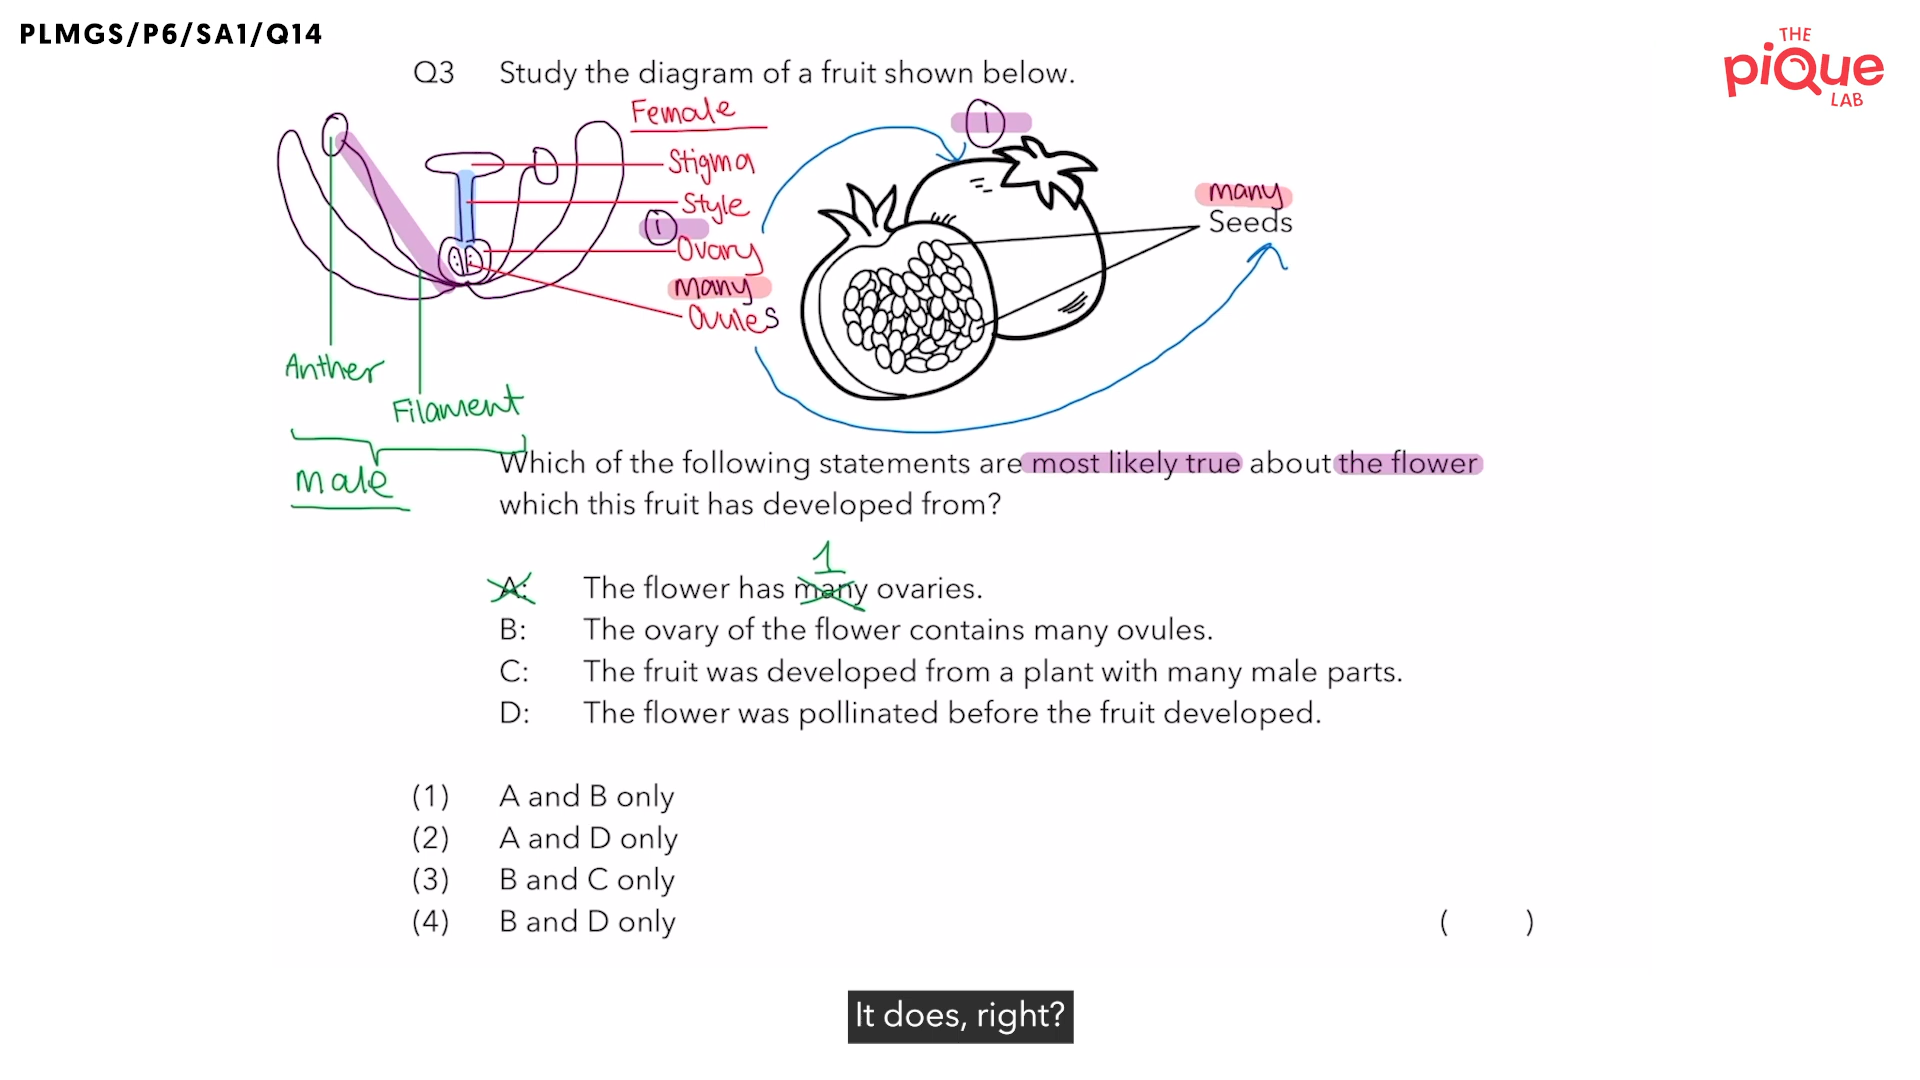 PLMGS/P6/SA1/Q14
THE
piQue
LAB
Q3 Study the diagram of a fruit shown below.
Female
1
Stigma
many
Style
Seeds
1
Ovary
Many
Ovules
Anther
Filament
male
Which of the following statements are most likely true about the flower
which this fruit has developed from?
1
A: The flower has many ovaries.
B: The ovary of the flower contains many ovules.
C: The fruit was developed from a plant with many male parts.
D: The flower was pollinated before the fruit developed.
(1) A and B only
(2) A and D only
(3) B and C only
(4) B and D only ( )
It does, right?